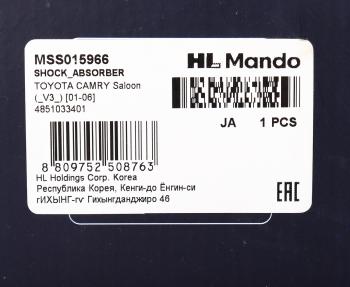 MSS015966
HL Mando
SHOCK_ABSORBER
TOYOTA CAMRY Saloon
(_V3_) [01-06]
4851033401
JA 1 PCS
8 809752 508763
HL Holdings Corp. Korea
Республика Корея, Кенги-до Ёнгин-си
гИХЫНГ-гу Гихынгданджиро 46
EAC